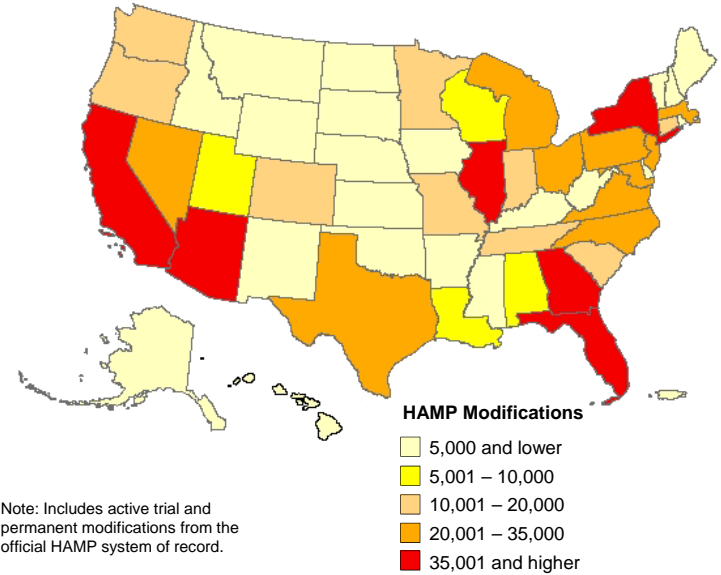 HAMP Modifications
5,000 and lower
5,001 – 10,000
10,001 – 20,000
20,001 – 35,000
35,001 and higher
Note: Includes active trial and
permanent modifications from the
official HAMP system of record.